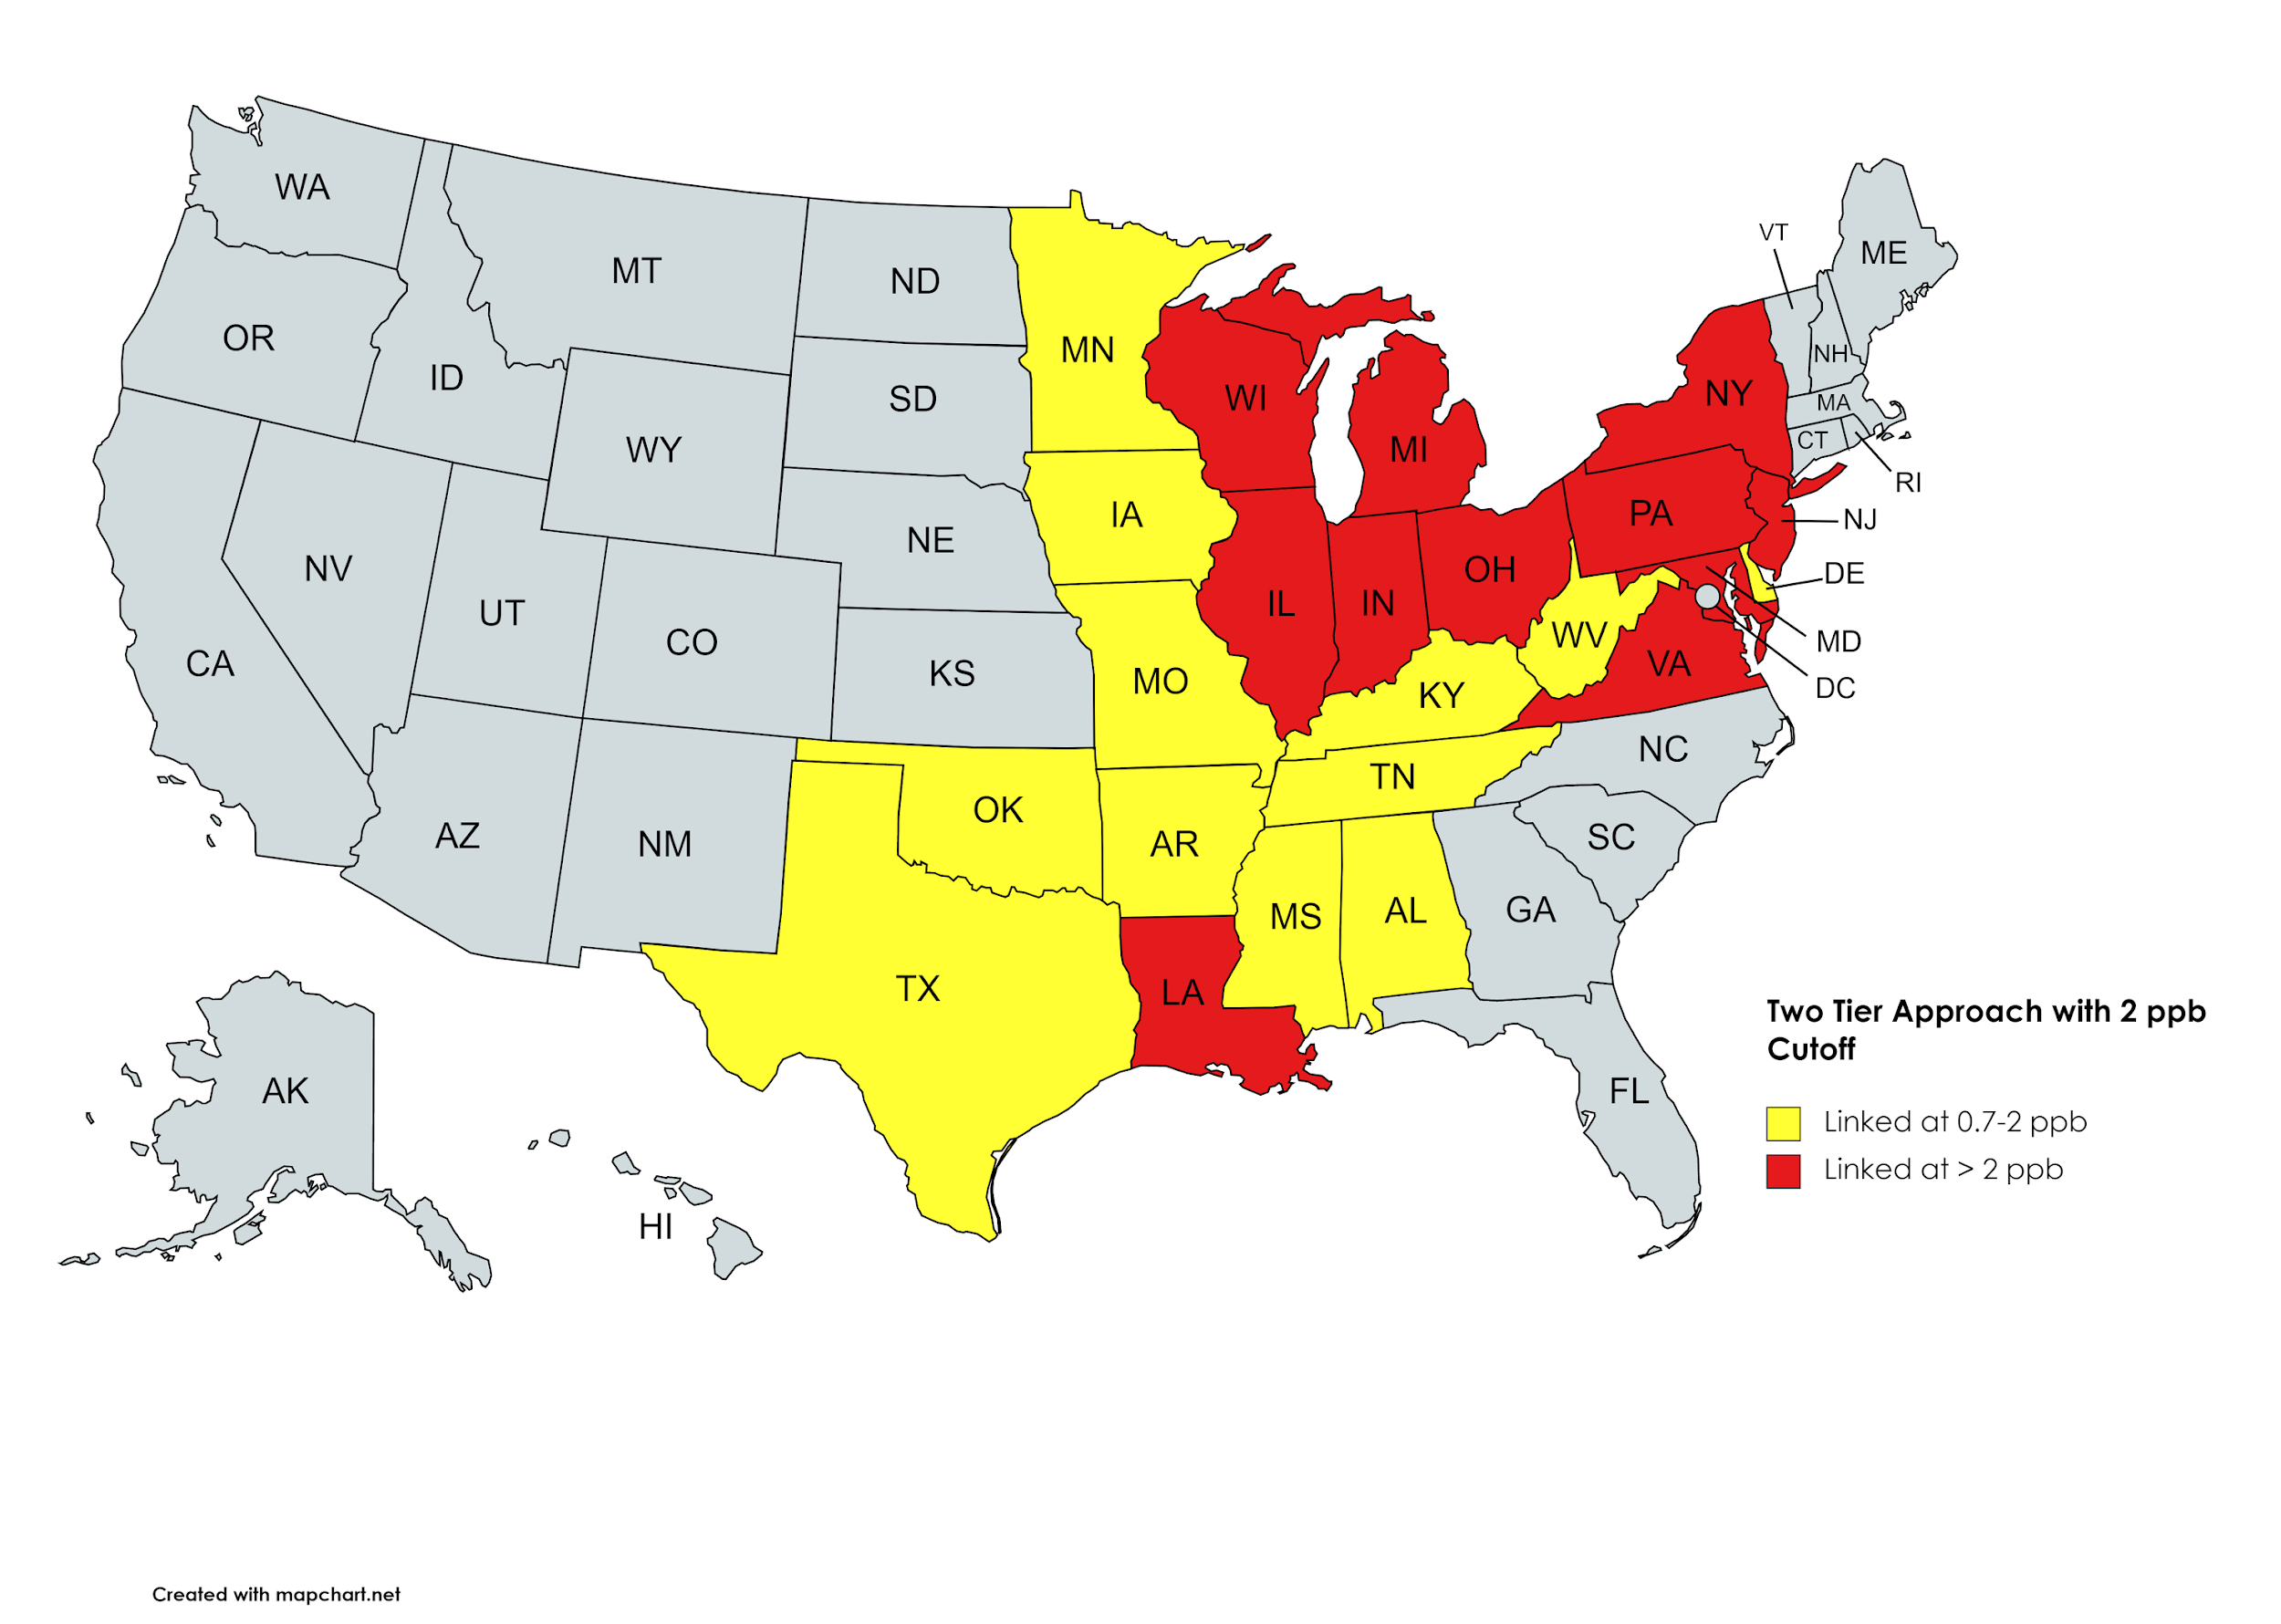 WA
MT
ND
MN
VT
ME
OR
ID
SD
WI
NY
NH
MA
CT
RI
WY
MI
NE
IA
PA
NJ
NV
UT
CO
IL
IN
OH
DE
CA
KS
MO
WV
MD
VA
DC
KY
NC
AZ
NM
OK
TN
AR
SC
MS
AL
GA
TX
LA
FL
AK
HI
Two Tier Approach with 2 ppb
Cutoff
Linked at 0.7-2 ppb
Linked at > 2 ppb
Created with mapchart.net